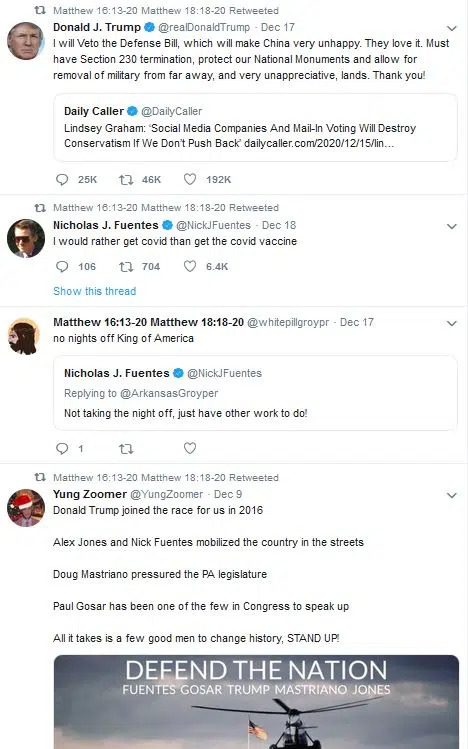 Matthew 16:13-20 Matthew 18:18-20 Retweeted
Donald J. Trump @realDonaldTrump · Dec 17
I will Veto the Defense Bill, which will make China very unhappy. They love it. Must
have Section 230 termination, protect our National Monuments and allow for
removal of military from far away, and very unappreciative, lands. Thank you!
Daily Caller @DailyCaller
Lindsey Graham: ‘Social Media Companies And Mail-In Voting Will Destroy
Conservatism If We Don’t Push Back’ dailycaller.com/2020/12/15/lin…
25K 46K 192K
Matthew 16:13-20 Matthew 18:18-20 Retweeted
Nicholas J. Fuentes @NickJFuentes · Dec 18
I would rather get covid than get the covid vaccine
106 704 6.4K
Show this thread
Matthew 16:13-20 Matthew 18:18-20 @whitepillgroypr · Dec 17
no nights off King of America
Nicholas J. Fuentes @NickJFuentes
Replying to @ArkansasGroyper
Not taking the night off, just have other work to do!
1
Matthew 16:13-20 Matthew 18:18-20 Retweeted
Yung Zoomer @YungZoomer · Dec 9
Donald Trump joined the race for us in 2016
Alex Jones and Nick Fuentes mobilized the country in the streets
Doug Mastriano pressured the PA legislature
Paul Gosar has been one of the few in Congress to speak up
All it takes is a few good men to change history, STAND UP!
DEFEND THE NATION
FUENTES GOSAR TRUMP MASTRIANO JONES